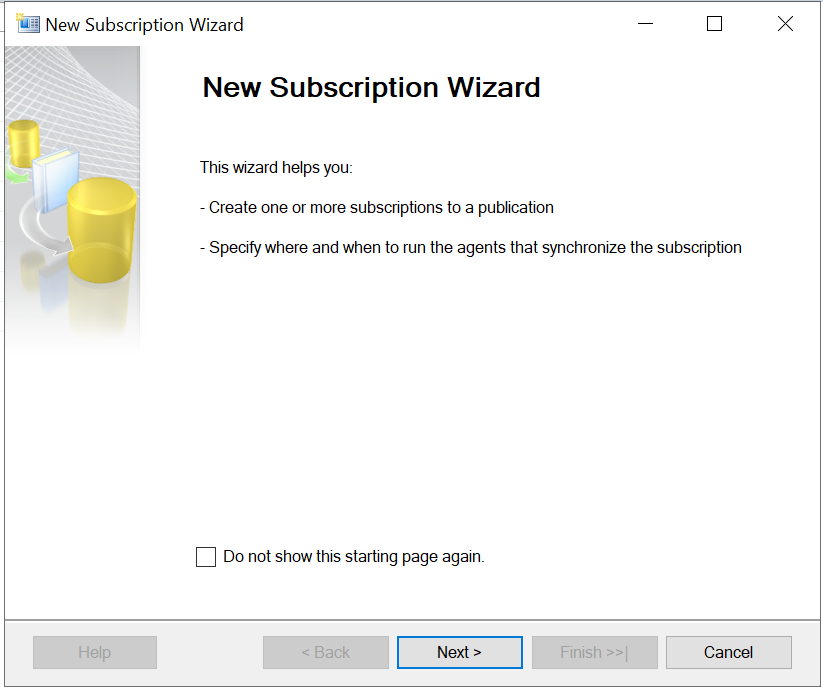 New Subscription Wizard
New Subscription Wizard
This wizard helps you:
- Create one or more subscriptions to a publication
- Specify where and when to run the agents that synchronize the subscription
Do not show this starting page again.
Help
< Back
Next >
Finish >>|
Cancel